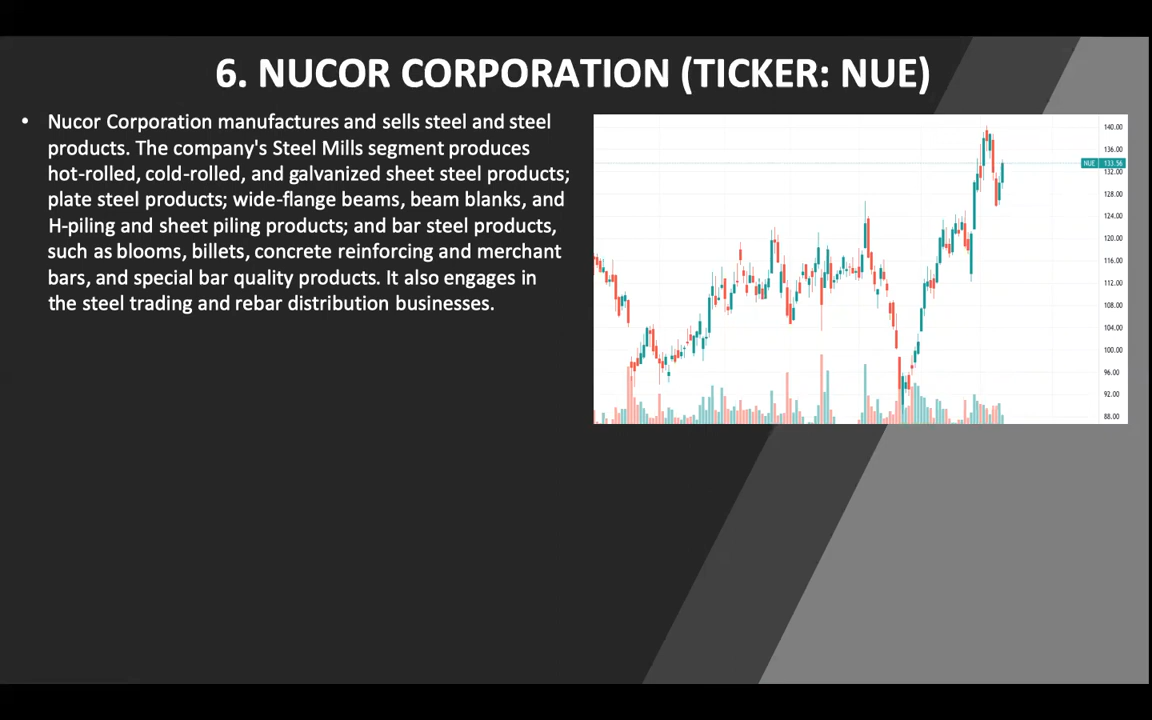 6. NUCOR CORPORATION (TICKER: NUE)
• Nucor Corporation manufactures and sells steel and steel
products. The company's Steel Mills segment produces
hot-rolled, cold-rolled, and galvanized sheet steel products;
plate steel products; wide-flange beams, beam blanks, and
H-piling and sheet piling products; and bar steel products,
such as blooms, billets, concrete reinforcing and merchant
bars, and special bar quality products. It also engages in
the steel trading and rebar distribution businesses.
140.00
136.00
NUE 133.56
132.00
128.00
124.00
120.00
116.00
112.00
108.00
104.00
100.00
96.00
92.00
88.00